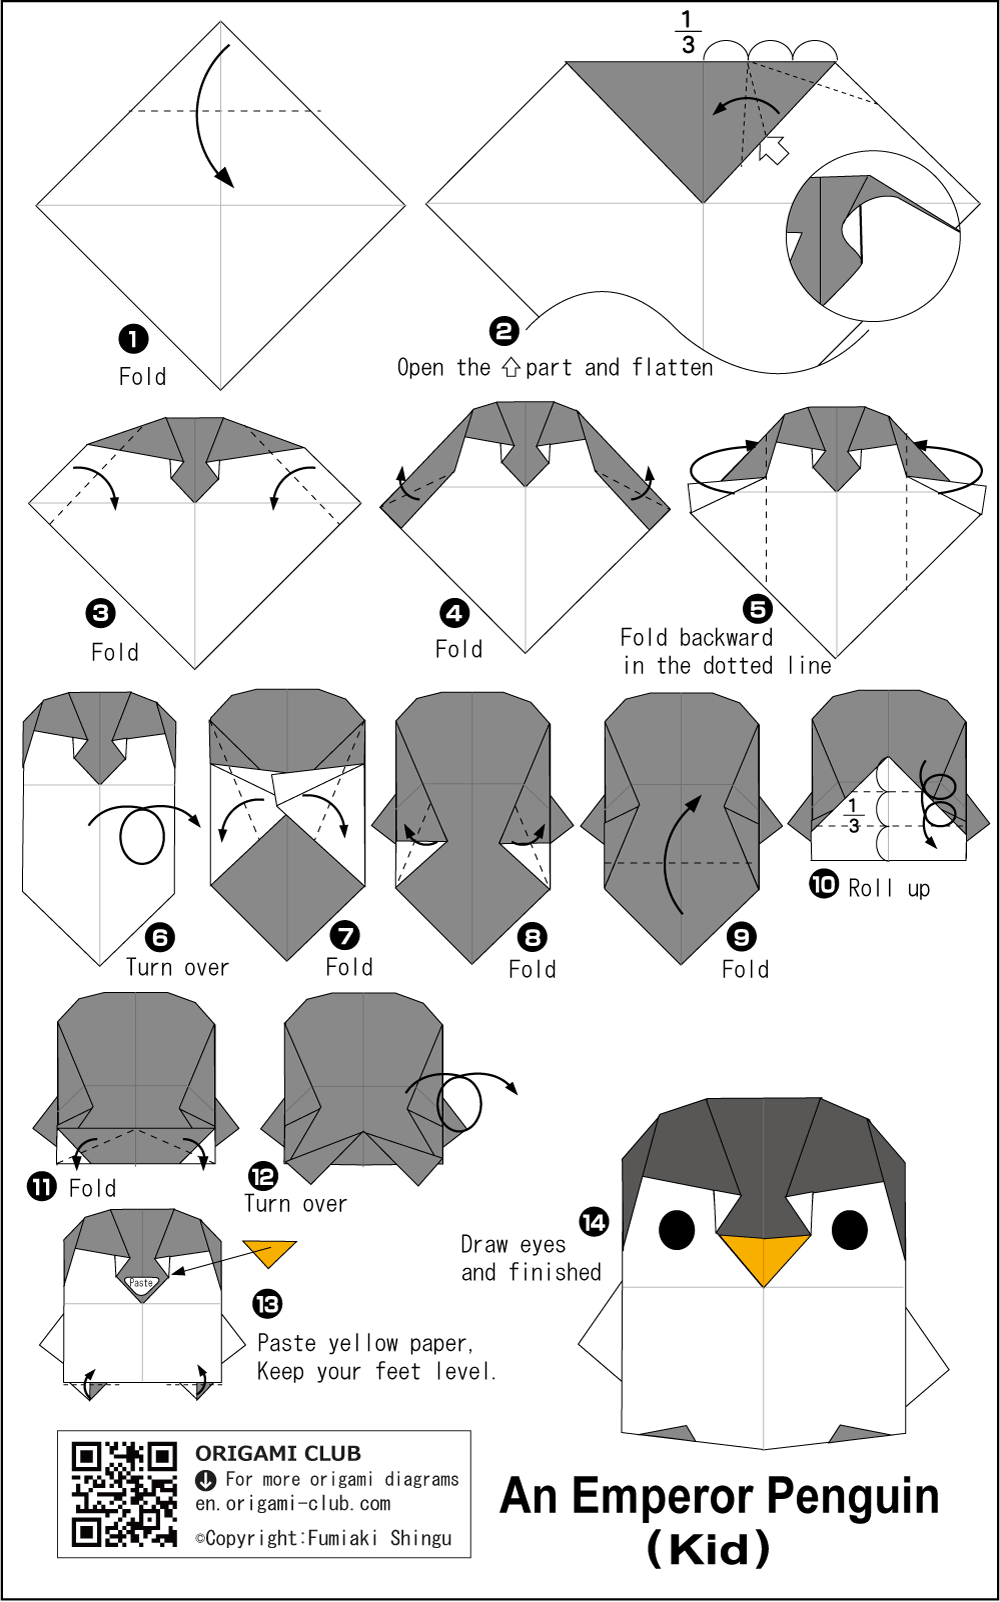 1
Fold
1
3
2
Open the ⇧ part and flatten
3
Fold
4
Fold
5
Fold backward
in the dotted line
6
Turn over
7
Fold
8
Fold
9
Fold
1
3
10 Roll up
11 Fold
12
Turn over
Paste
13
Paste yellow paper,
Keep your feet level.
14
Draw eyes
and finished
ORIGAMI CLUB
For more origami diagrams
en.origami-club.com
©Copyright:Fumiaki Shingu
An Emperor Penguin
(Kid)